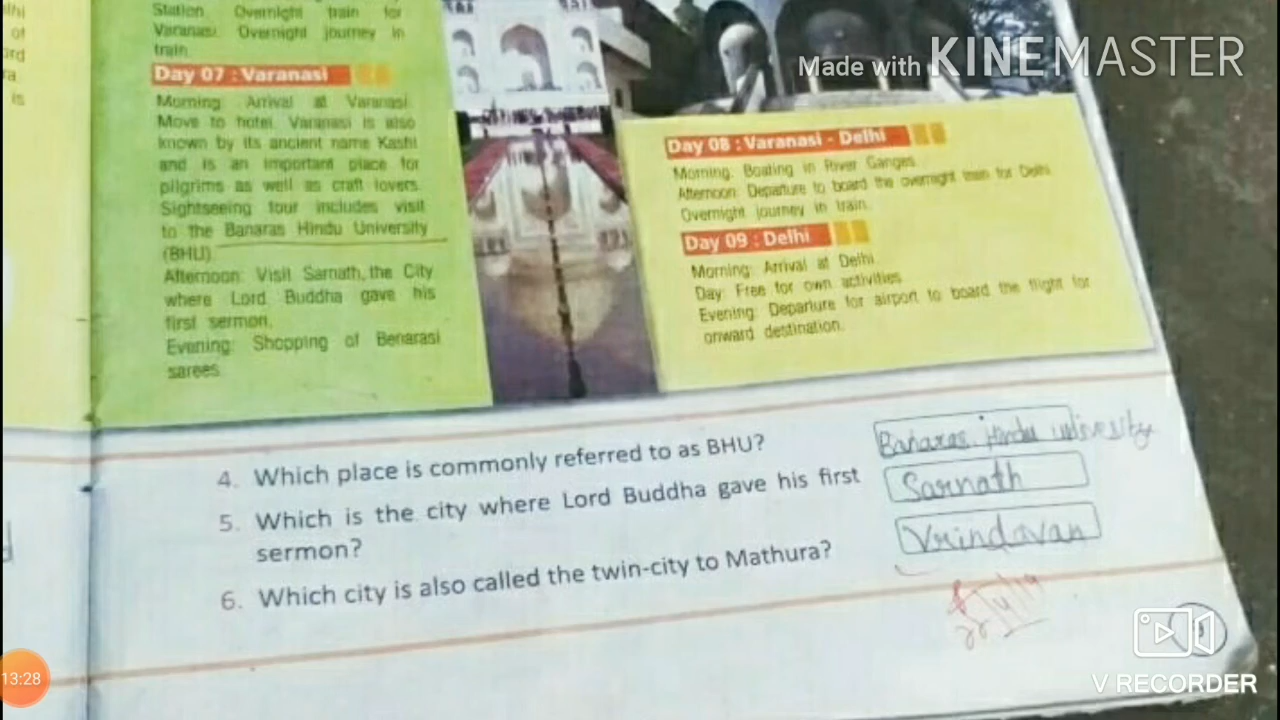 Station. Overnight train for
Varanasi. Overnight journey in
train.
Day 07 : Varanasi
Morning: Arrival at Varanasi.
Move to hotel. Varanasi is also
known by its ancient name Kashi
and is an important place for
pilgrims as well as craft lovers.
Sightseeing tour includes visit
to the Banaras Hindu University
(BHU).
Afternoon: Visit Sarnath, the City
where Lord Buddha gave his
first sermon.
Evening: Shopping of Benarasi
sarees.
Made with KINEMASTER
Day 08 : Varanasi - Delhi
Morning: Boating in River Ganges.
Afternoon: Departure to board the overnight train for Delhi.
Overnight journey in train.
Day 09 : Delhi
Morning: Arrival at Delhi.
Day: Free for own activities.
Evening: Departure for airport to board the flight for
onward destination.
4. Which place is commonly referred to as BHU? Banaras Hindu University
5. Which is the city where Lord Buddha gave his first
sermon? Sarnath
6. Which city is also called the twin-city to Mathura? Vrindavan
13:28
V RECORDER